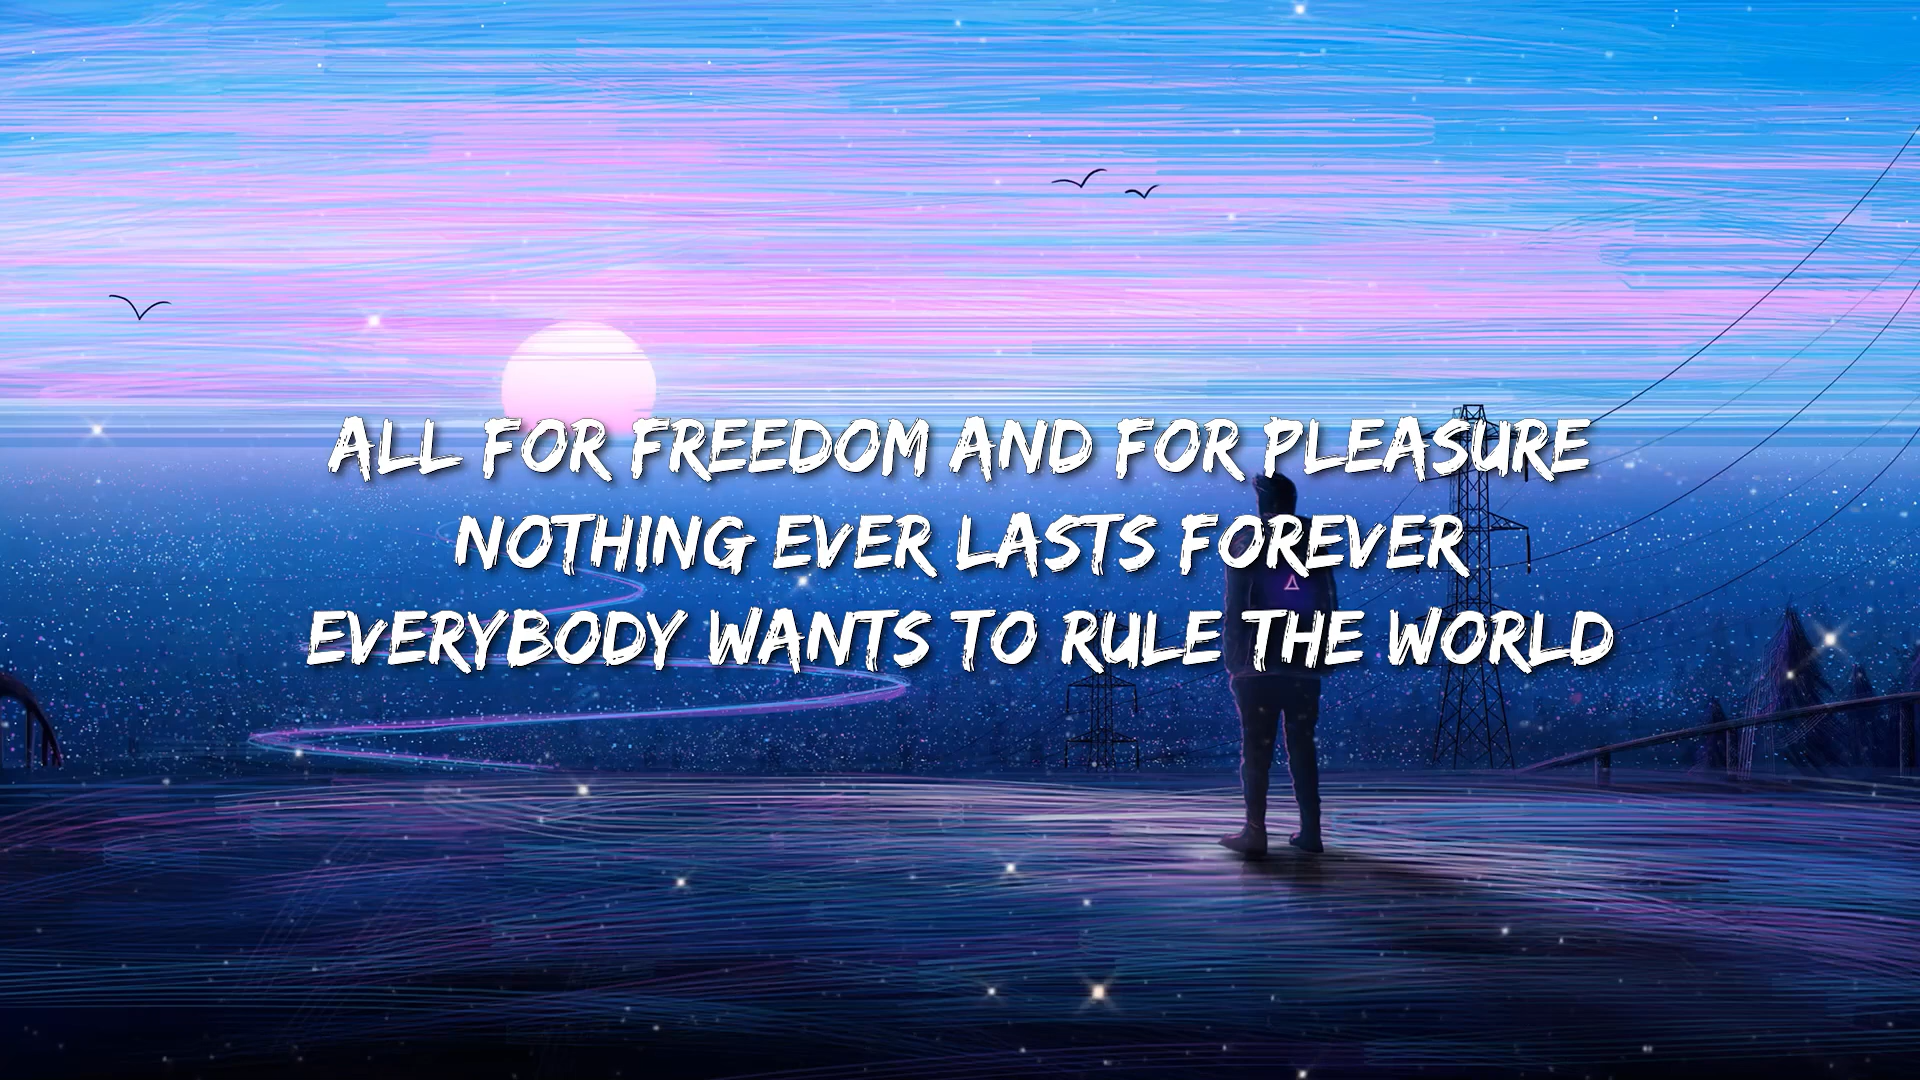 ALL FOR FREEDOM AND FOR PLEASURE
NOTHING EVER LASTS FOREVER
EVERYBODY WANTS TO RULE THE WORLD